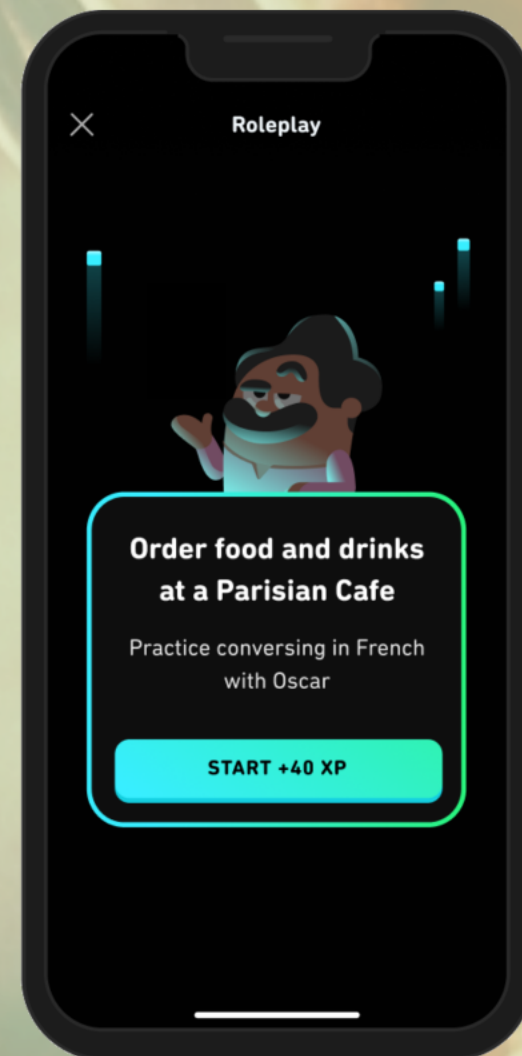 Roleplay
Order food and drinks
at a Parisian Cafe
Practice conversing in French
with Oscar
START +40 XP